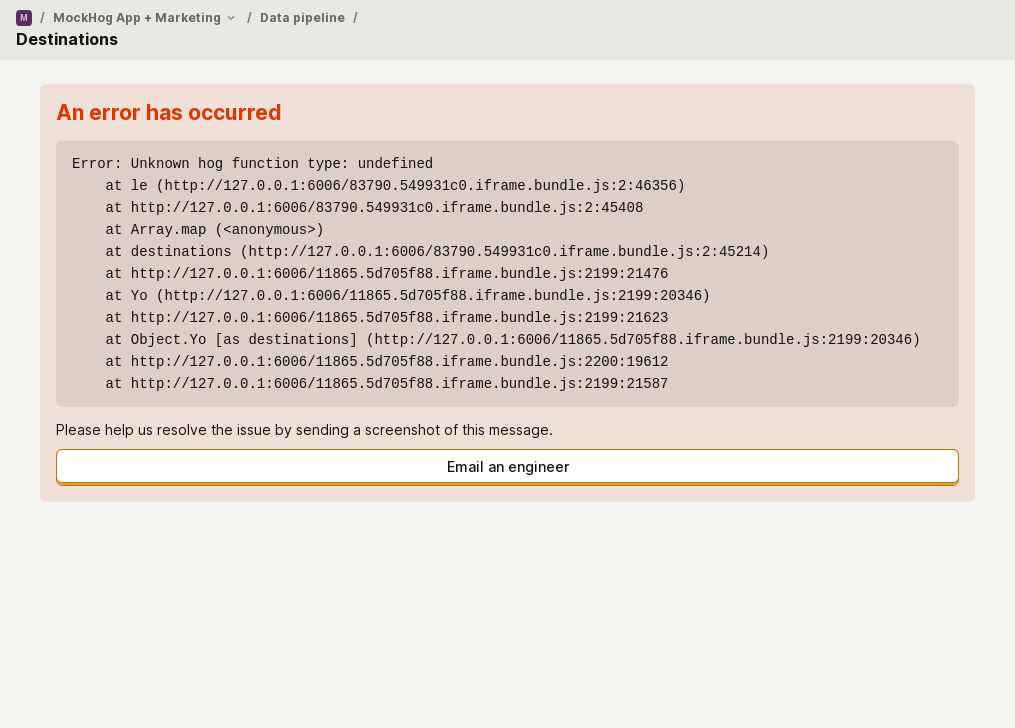 M / MockHog App + Marketing / Data pipeline /
Destinations
An error has occurred
Error: Unknown hog function type: undefined
at le (http://127.0.0.1:6006/83790.549931c0.iframe.bundle.js:2:46356)
at http://127.0.0.1:6006/83790.549931c0.iframe.bundle.js:2:45408
at Array.map (<anonymous>)
at destinations (http://127.0.0.1:6006/83790.549931c0.iframe.bundle.js:2:45214)
at http://127.0.0.1:6006/11865.5d705f88.iframe.bundle.js:2199:21476
at Yo (http://127.0.0.1:6006/11865.5d705f88.iframe.bundle.js:2199:20346)
at http://127.0.0.1:6006/11865.5d705f88.iframe.bundle.js:2199:21623
at Object.Yo [as destinations] (http://127.0.0.1:6006/11865.5d705f88.iframe.bundle.js:2199:20346)
at http://127.0.0.1:6006/11865.5d705f88.iframe.bundle.js:2200:19612
at http://127.0.0.1:6006/11865.5d705f88.iframe.bundle.js:2199:21587
Please help us resolve the issue by sending a screenshot of this message.
Email an engineer